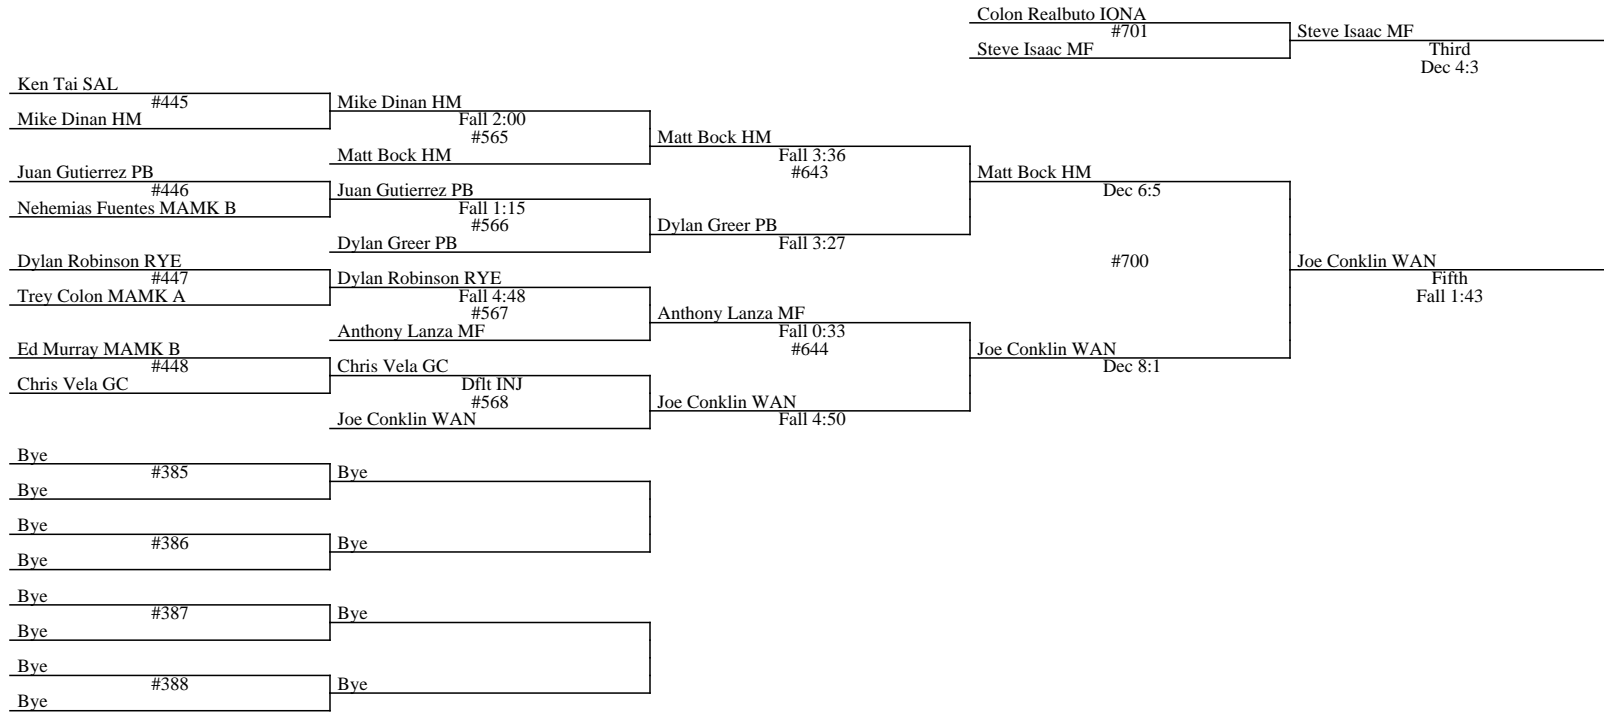 Colon Realbuto IONA
#701
Steve Isaac MF
Steve Isaac MF
Third
Dec 4:3
Ken Tai SAL
#445
Mike Dinan HM
Mike Dinan HM
Fall 2:00
#565
Matt Bock HM
Matt Bock HM
Fall 3:36
#643
Juan Gutierrez PB
#446
Nehemias Fuentes MAMK B
Juan Gutierrez PB
Fall 1:15
#566
Dylan Greer PB
Dylan Greer PB
Fall 3:27
Matt Bock HM
Dec 6:5
#700
Dylan Robinson RYE
#447
Trey Colon MAMK A
Dylan Robinson RYE
Fall 4:48
#567
Anthony Lanza MF
Anthony Lanza MF
Fall 0:33
#644
Ed Murray MAMK B
#448
Chris Vela GC
Chris Vela GC
Dflt INJ
#568
Joe Conklin WAN
Joe Conklin WAN
Fall 4:50
Joe Conklin WAN
Dec 8:1
Joe Conklin WAN
Fifth
Fall 1:43
Bye
#385
Bye
Bye
Bye
#386
Bye
Bye
Bye
#387
Bye
Bye
Bye
#388
Bye
Bye